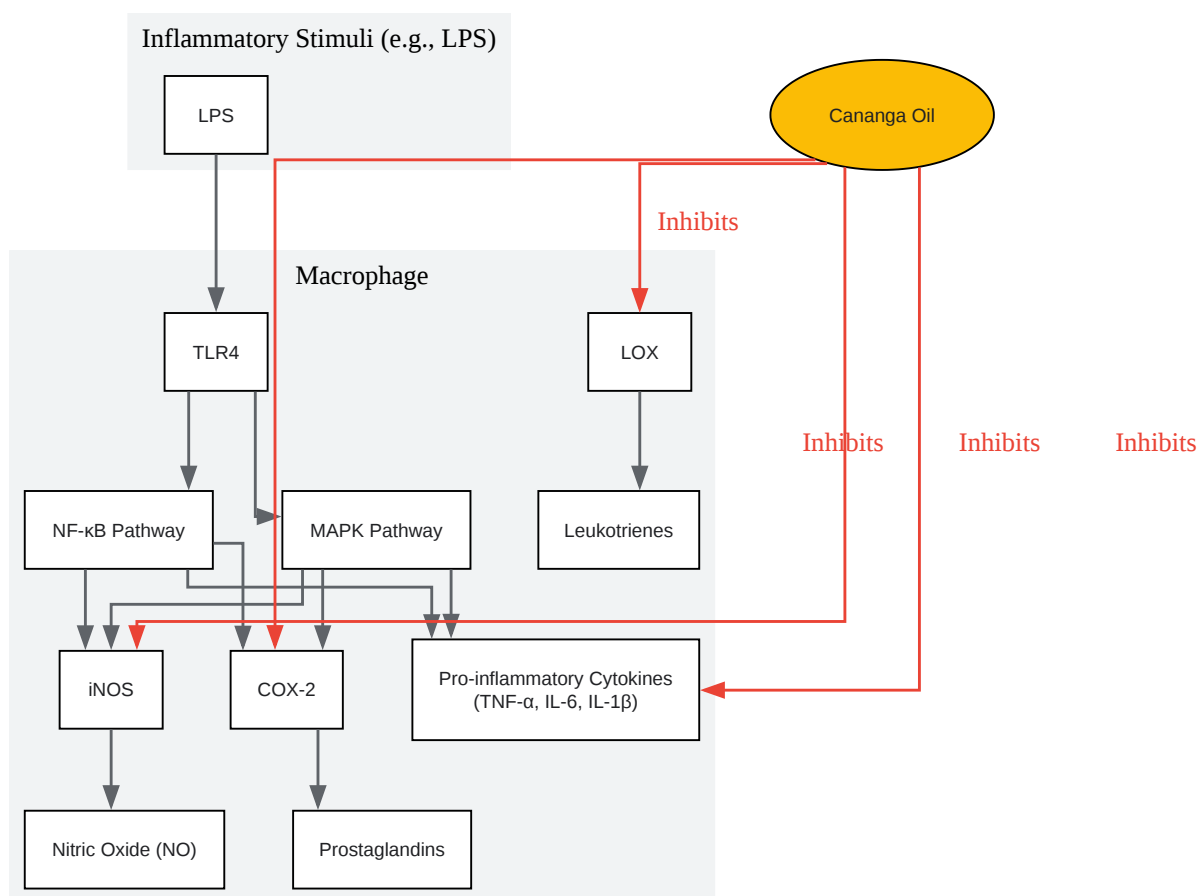 Inflammatory Stimuli (e.g., LPS)
LPS
Cananga Oil
Inhibits
Macrophage
TLR4
LOX
Inhibits
Inhibits
Inhibits
NF-κB Pathway
MAPK Pathway
Leukotrienes
iNOS
COX-2
Pro-inflammatory Cytokines
(TNF-α, IL-6, IL-1β)
Nitric Oxide (NO)
Prostaglandins